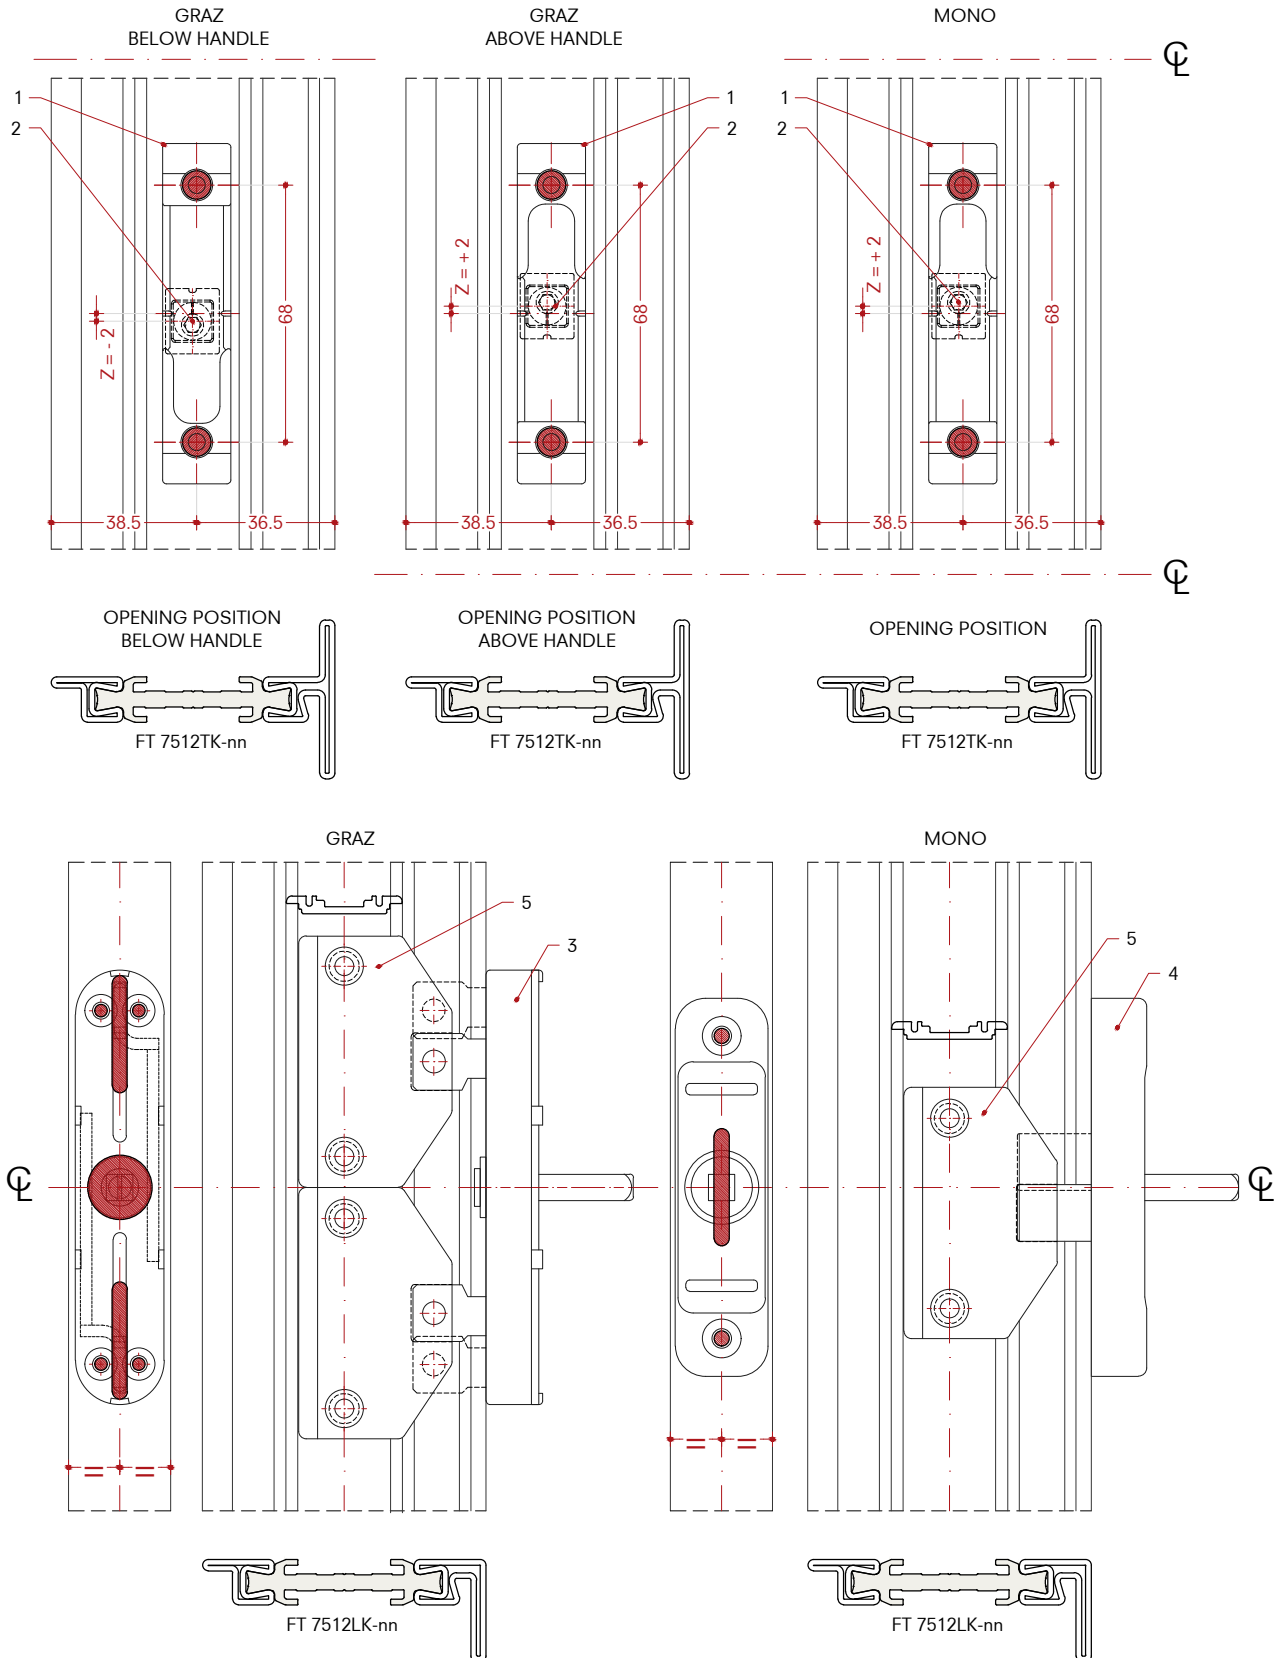 GRAZ
BELOW HANDLE
GRAZ
ABOVE HANDLE
MONO
℄
1
2
1
2
1
2
Z = - 2
68
Z = + 2
68
Z = + 2
68
38.5
36.5
38.5
36.5
38.5
36.5
℄
OPENING POSITION
BELOW HANDLE
OPENING POSITION
ABOVE HANDLE
OPENING POSITION
FT 7512TK-nn
FT 7512TK-nn
FT 7512TK-nn
GRAZ
MONO
5
3
5
4
℄
℄
=
=
=
=
FT 7512LK-nn
FT 7512LK-nn